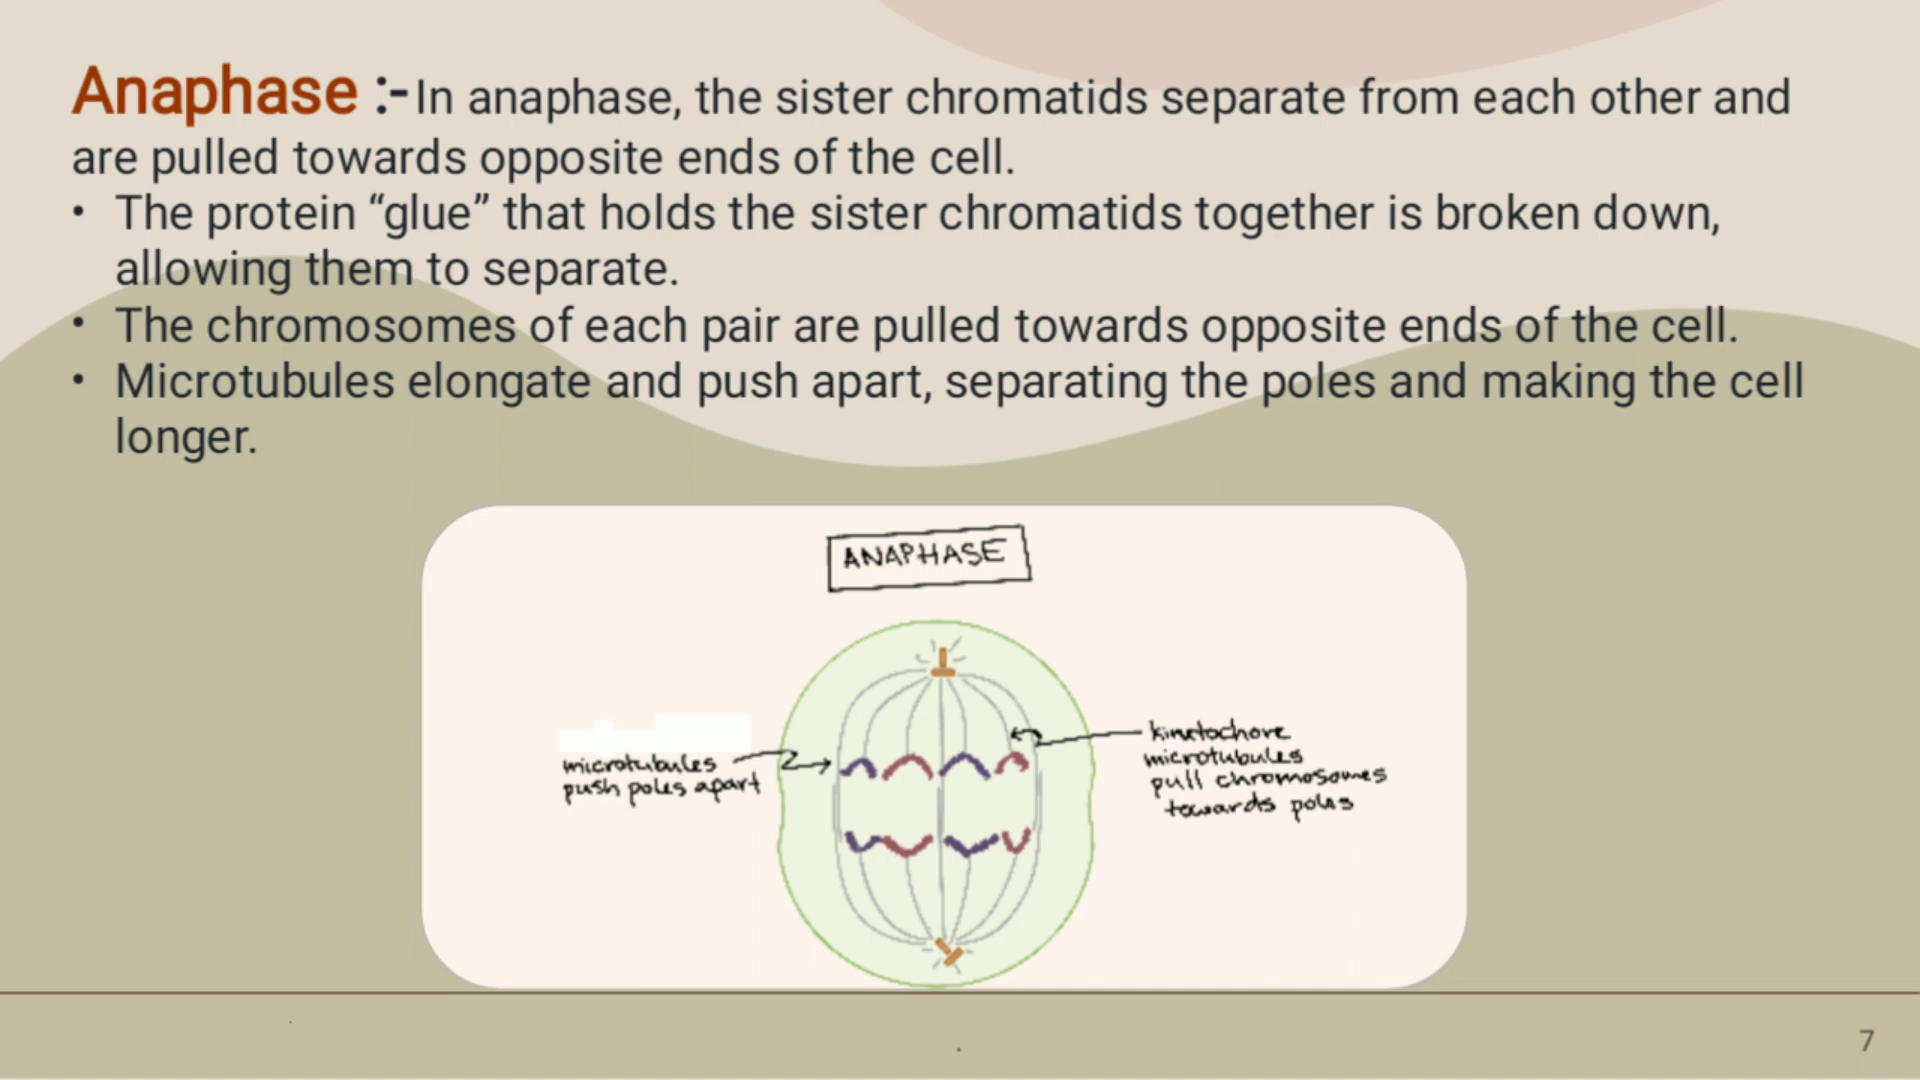 Anaphase :- In anaphase, the sister chromatids separate from each other and
are pulled towards opposite ends of the cell.
• The protein “glue” that holds the sister chromatids together is broken down,
allowing them to separate.
• The chromosomes of each pair are pulled towards opposite ends of the cell.
• Microtubules elongate and push apart, separating the poles and making the cell
longer.
ANAPHASE
microtubules
push poles apart
kinetochore
microtubules
pull chromosomes
towards poles
7